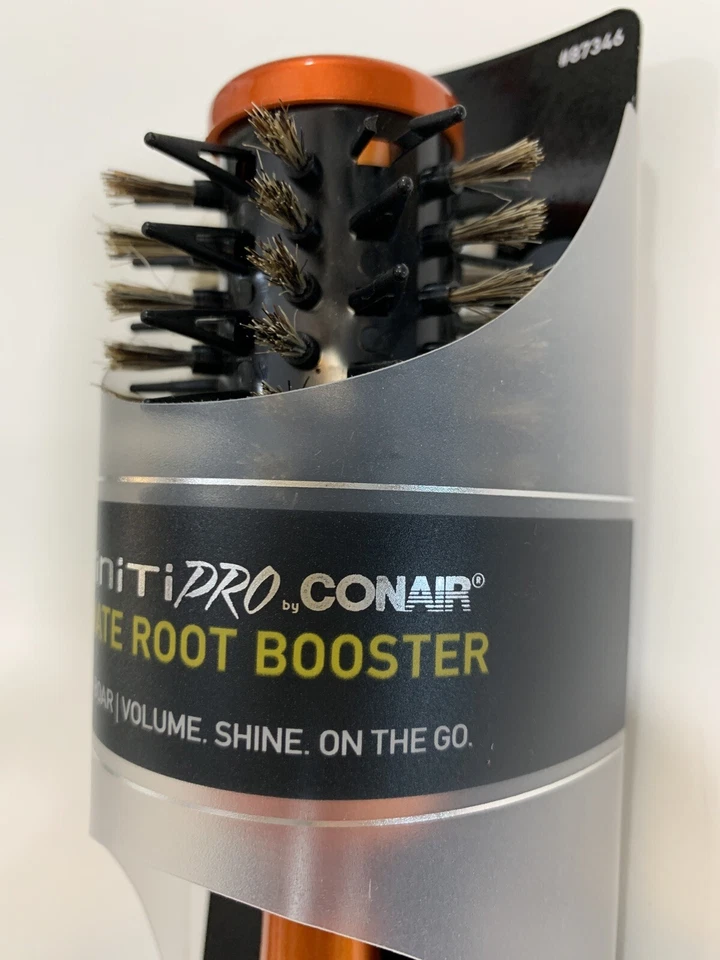 #87346
niTiPRO by CONAIR®
ATE ROOT BOOSTER
OAR | VOLUME. SHINE. ON THE GO.